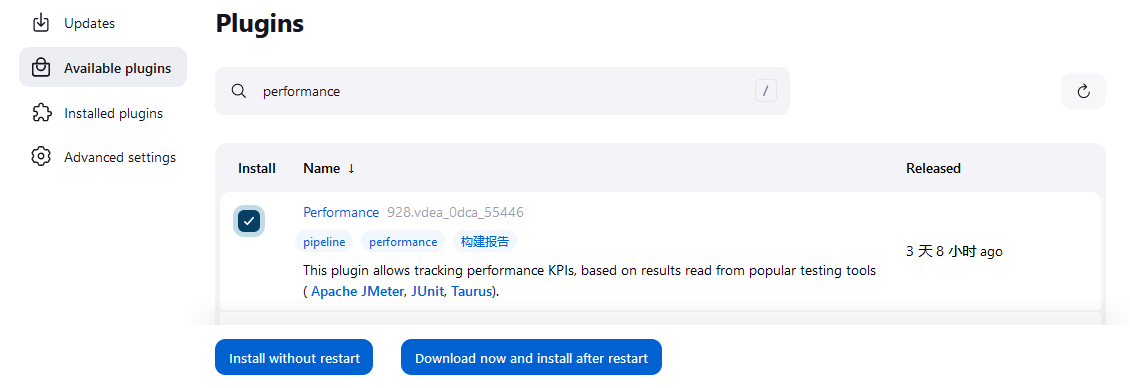 Updates
Available plugins
Installed plugins
Advanced settings
Plugins
performance /
Install Name ↓ Released
Performance 928.vdea_0dca_55446
pipeline performance 构建报告
This plugin allows tracking performance KPIs, based on results read from popular testing tools
( Apache JMeter, JUnit, Taurus).
3 天 8 小时 ago
Install without restart Download now and install after restart